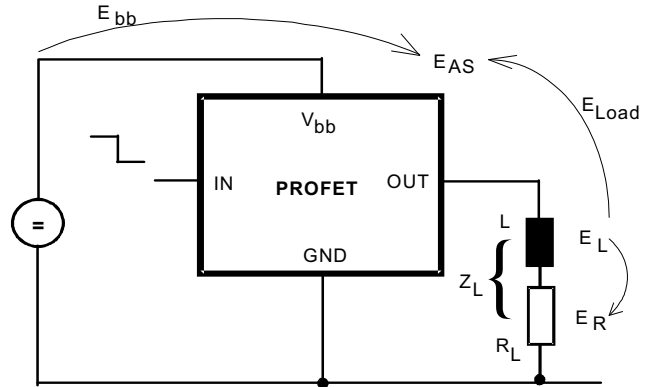 E bb
E AS
E Load
V bb
IN
PROFET
OUT
L
E L
GND
Z L
{
=
E R
R L